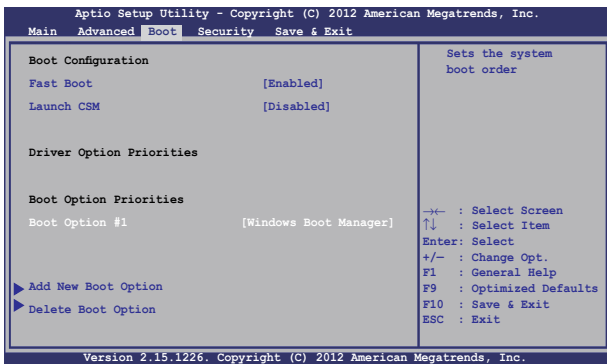 Aptio Setup Utility - Copyright (C) 2012 American Megatrends, Inc.
Main Advanced Boot Security Save & Exit
Boot Configuration
Fast Boot [Enabled]
Launch CSM [Disabled]
Driver Option Priorities
Boot Option Priorities
Boot Option #1 [Windows Boot Manager]
Add New Boot Option
Delete Boot Option
Sets the system
boot order
→← : Select Screen
↑↓ : Select Item
Enter: Select
+/— : Change Opt.
F1 : General Help
F9 : Optimized Defaults
F10 : Save & Exit
ESC : Exit
Version 2.15.1226. Copyright (C) 2012 American Megatrends, Inc.